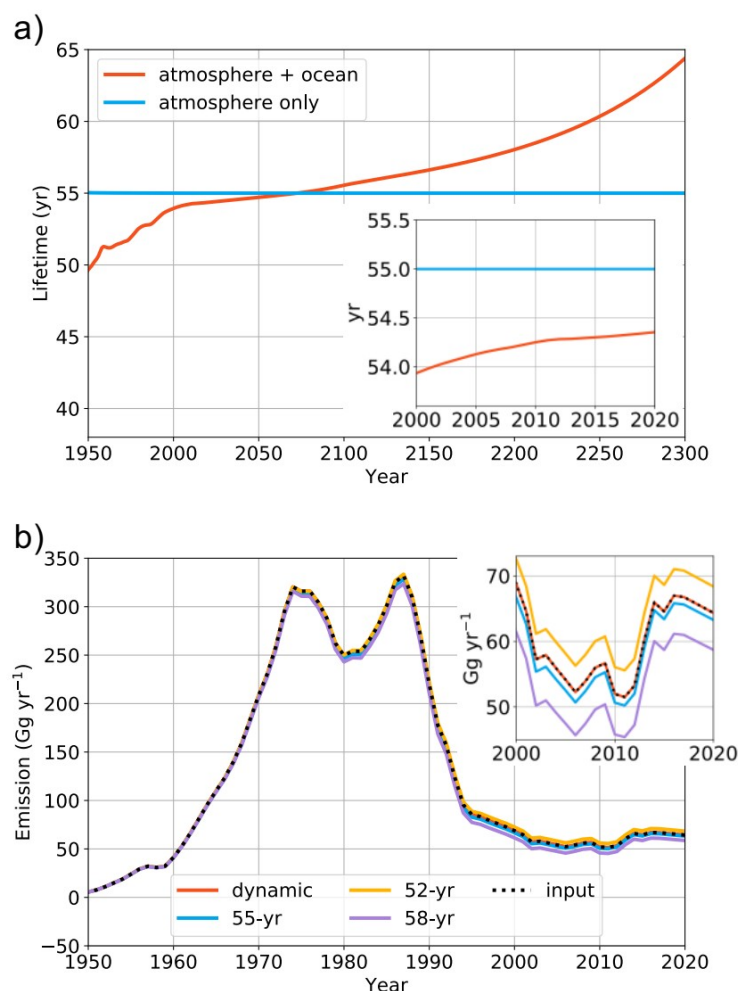 a)
65
60
55
50
45
40
Lifetime (yr)
atmosphere + ocean
atmosphere only
1950 2000 2050 2100 2150 2200 2250 2300
Year
55.5
55.0
54.5
54.0
yr
2000 2005 2010 2015 2020
b)
350
300
250
200
150
100
50
0
−50
Emission (Gg yr⁻¹)
1950 1960 1970 1980 1990 2000 2010 2020
Year
70
60
50
Gg yr⁻¹
2000 2010 2020
dynamic 52-yr input
55-yr 58-yr